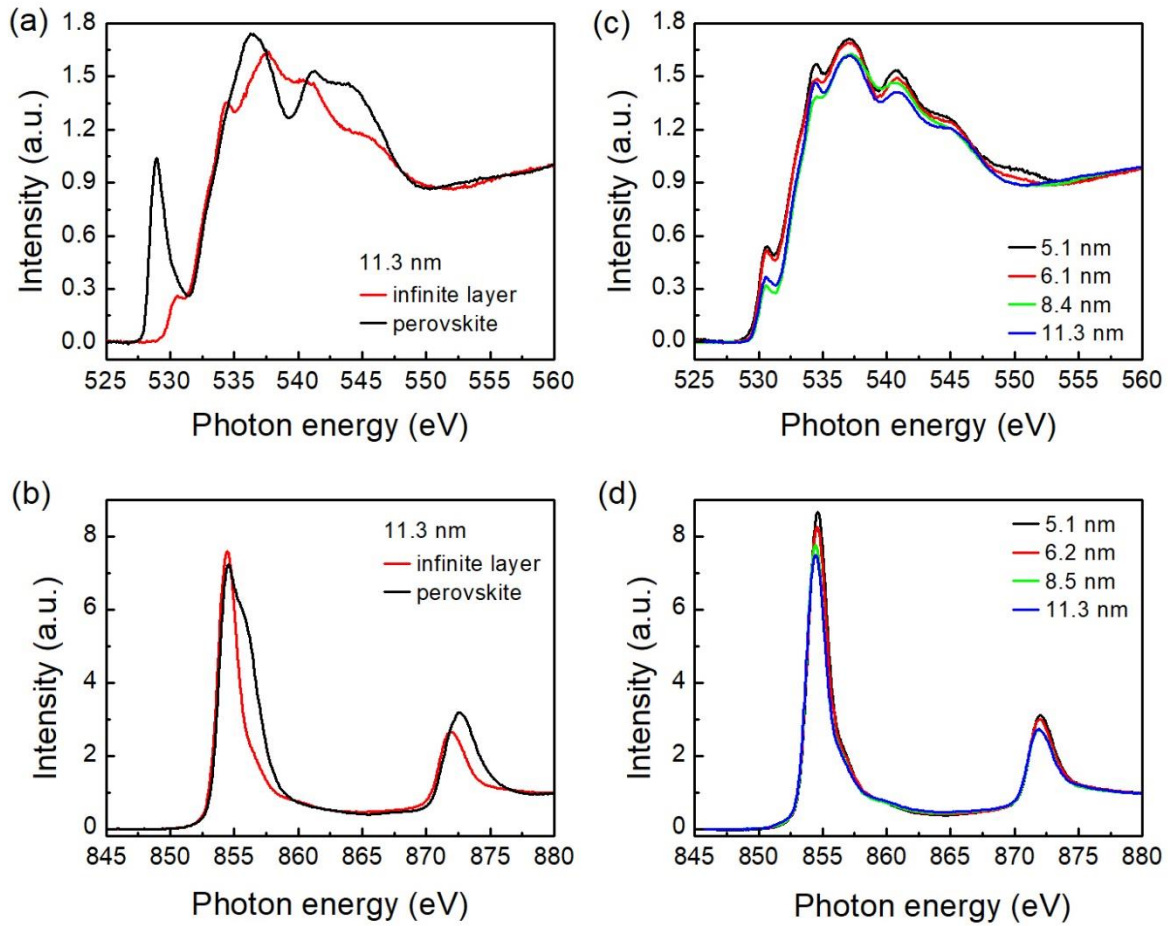 (a)
1.8
1.5
1.2
0.9
0.6
0.3
0.0
Intensity (a.u.)
11.3 nm
infinite layer
perovskite
525 530 535 540 545 550 555 560
Photon energy (eV)
(c)
1.8
1.5
1.2
0.9
0.6
0.3
0.0
Intensity (a.u.)
5.1 nm
6.1 nm
8.4 nm
11.3 nm
525 530 535 540 545 550 555 560
Photon energy (eV)
(b)
8
6
4
2
0
Intensity (a.u.)
11.3 nm
infinite layer
perovskite
845 850 855 860 865 870 875 880
Photon energy (eV)
(d)
8
6
4
2
0
Intensity (a.u.)
5.1 nm
6.2 nm
8.5 nm
11.3 nm
845 850 855 860 865 870 875 880
Photon energy (eV)